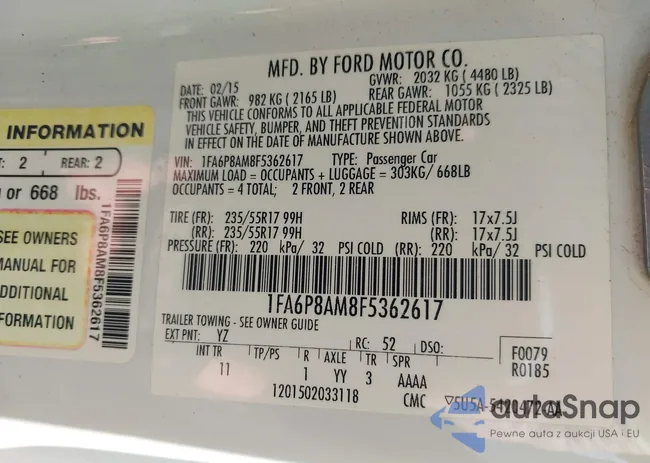 MFD. BY FORD MOTOR CO.
DATE: 02/15 GVWR: 2032 KG ( 4480 LB)
FRONT GAWR: 982 KG ( 2165 LB) REAR GAWR: 1055 KG ( 2325 LB)
THIS VEHICLE CONFORMS TO ALL APPLICABLE FEDERAL MOTOR
VEHICLE SAFETY, BUMPER, AND THEFT PREVENTION STANDARDS
IN EFFECT ON THE DATE OF MANUFACTURE SHOWN ABOVE.
VIN: 1FA6P8AM8F5362617 TYPE: Passenger Car
MAXIMUM LOAD = OCCUPANTS + LUGGAGE = 303KG/ 668LB
OCCUPANTS = 4 TOTAL; 2 FRONT, 2 REAR
TIRE (FR): 235/55R17 99H RIMS (FR): 17x7.5J
(RR): 235/55R17 99H (RR): 17x7.5J
PRESSURE (FR): 220 kPa/ 32 PSI COLD (RR): 220 kPa/ 32 PSI COLD
1FA6P8AM8F5362617
TRAILER TOWING - SEE OWNER GUIDE
EXT PNT: YZ RC: 52 DSO:
INT TR TP/PS R AXLE TR SPR
11 1 YY 3 AAAA
F0079
R0185
1201502033118 CMC ▽5U5A-5420472-AA
INFORMATION
T: 2 REAR: 2
or 668 lbs.
SEE OWNERS
MANUAL FOR
ADDITIONAL
INFORMATION
1FA6P8AM8F5362617
autoSnap
Pewne auta z aukcji USA i EU